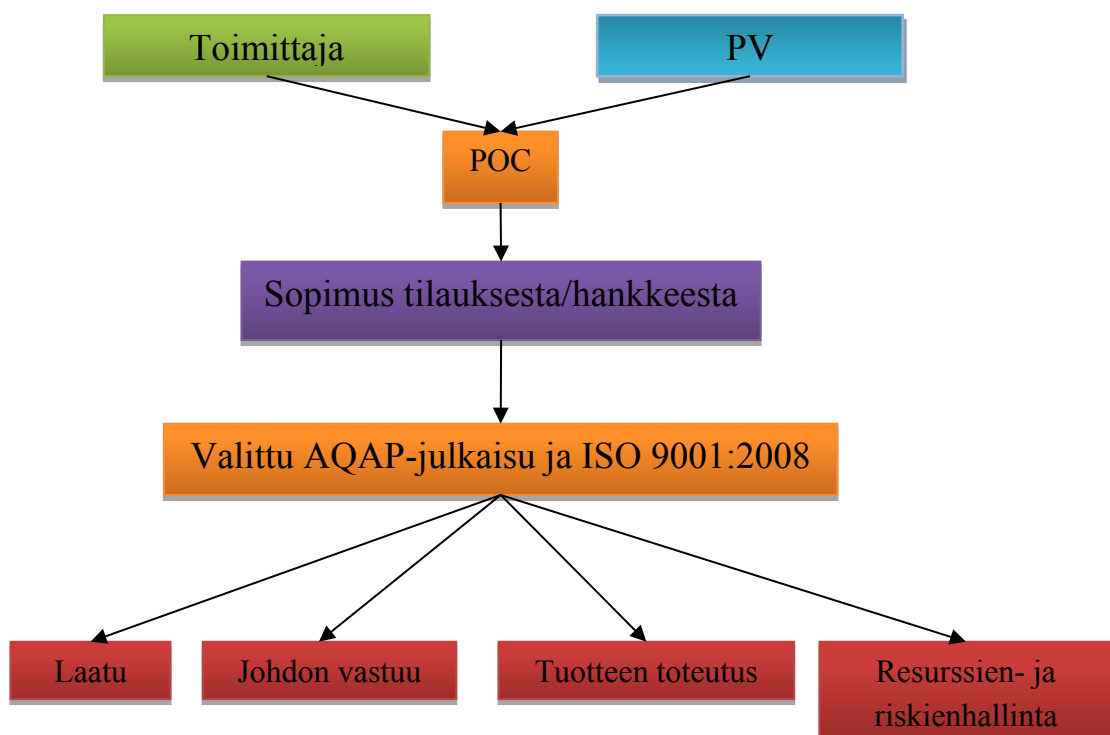 Toimittaja
PV
POC
Sopimus tilauksesta/hankkeesta
Valittu AQAP-julkaisu ja ISO 9001:2008
Laatu
Johdon vastuu
Tuotteen toteutus
Resurssien- ja
riskienhallinta